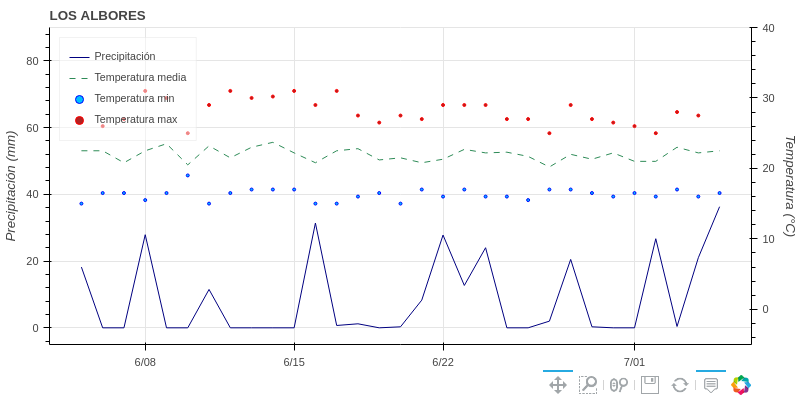 LOS ALBORES
Precipitación
Temperatura media
Temperatura min
Temperatura max
Precipitación (mm)
80
60
40
20
0
Temperatura (°C)
40
30
20
10
0
6/08
6/15
6/22
7/01